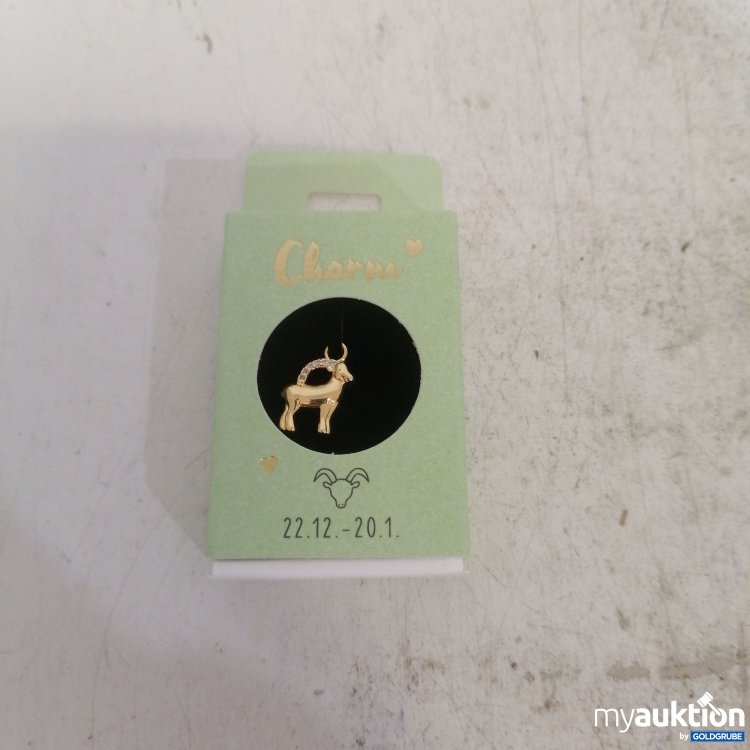 Charm
22.12.-20.1.
myauktion
by GOLDGRUBE